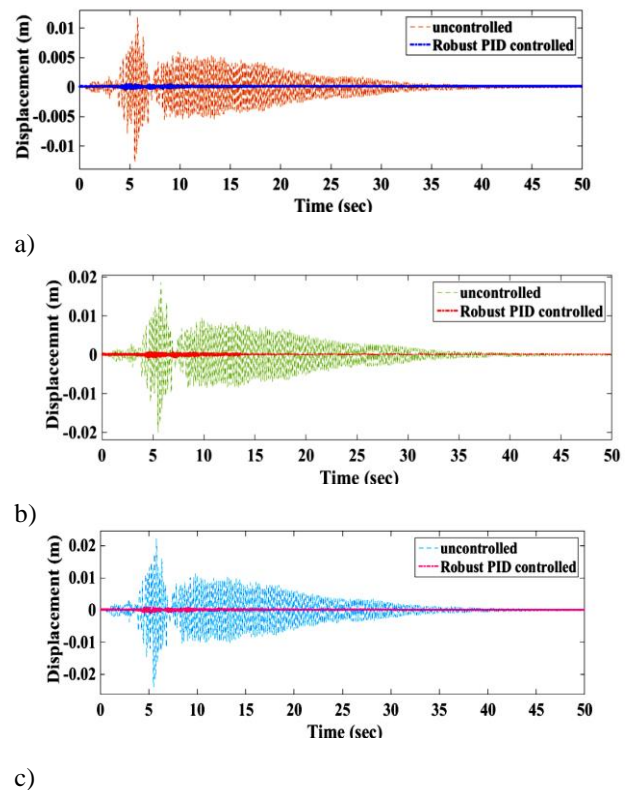 0.01
0.005
0
-0.005
-0.01
Displacement (m)
uncontrolled
Robust PID controlled
0 5 10 15 20 25 30 35 40 45 50
Time (sec)
a)
0.02
0.01
0
-0.01
-0.02
Displaccemnt (m)
uncontrolled
Robust PID controlled
0 5 10 15 20 25 30 35 40 45 50
Time (sec)
b)
0.02
0.01
0
-0.01
-0.02
Displacement (m)
uncontrolled
Robust PID controlled
0 5 10 15 20 25 30 35 40 45 50
Time (sec)
c)